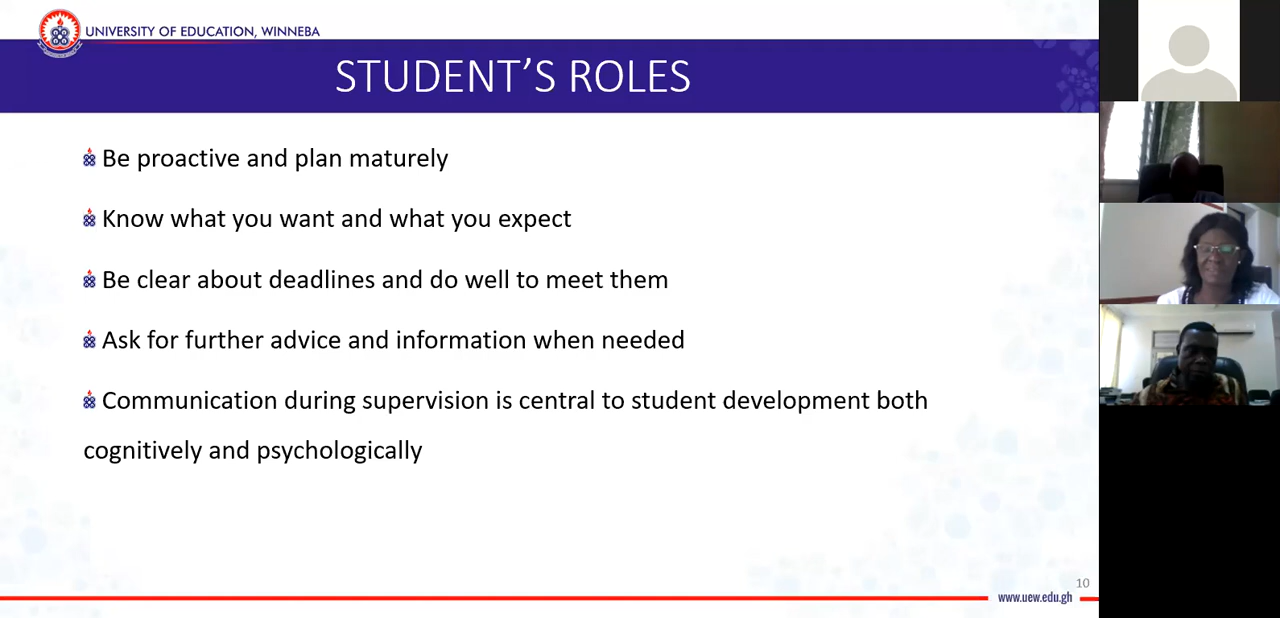 UNIVERSITY OF EDUCATION, WINNEBA
STUDENT’S ROLES
Be proactive and plan maturely
Know what you want and what you expect
Be clear about deadlines and do well to meet them
Ask for further advice and information when needed
Communication during supervision is central to student development both
cognitively and psychologically
10
www.uew.edu.gh